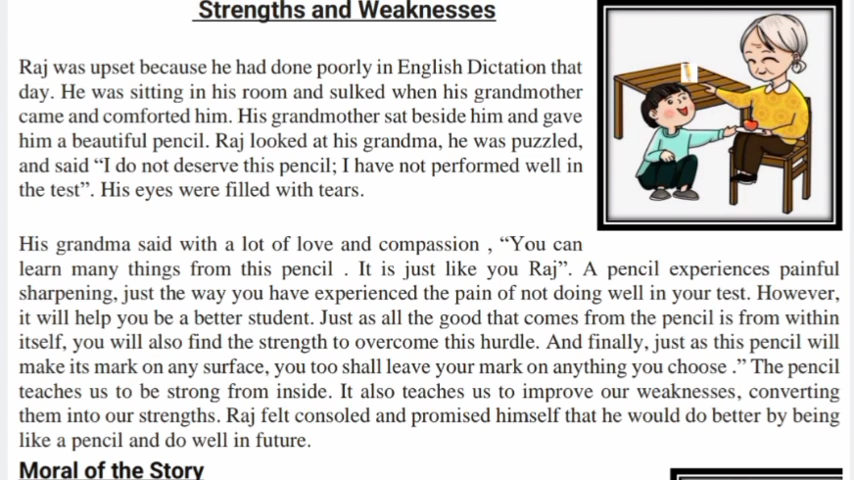 Strengths and Weaknesses
Raj was upset because he had done poorly in English Dictation that
day. He was sitting in his room and sulked when his grandmother
came and comforted him. His grandmother sat beside him and gave
him a beautiful pencil. Raj looked at his grandma, he was puzzled,
and said “I do not deserve this pencil; I have not performed well in
the test”. His eyes were filled with tears.
His grandma said with a lot of love and compassion , “You can
learn many things from this pencil . It is just like you Raj”. A pencil experiences painful
sharpening, just the way you have experienced the pain of not doing well in your test. However,
it will help you be a better student. Just as all the good that comes from the pencil is from within
itself, you will also find the strength to overcome this hurdle. And finally, just as this pencil will
make its mark on any surface, you too shall leave your mark on anything you choose .” The pencil
teaches us to be strong from inside. It also teaches us to improve our weaknesses, converting
them into our strengths. Raj felt consoled and promised himself that he would do better by being
like a pencil and do well in future.
Moral of the Story